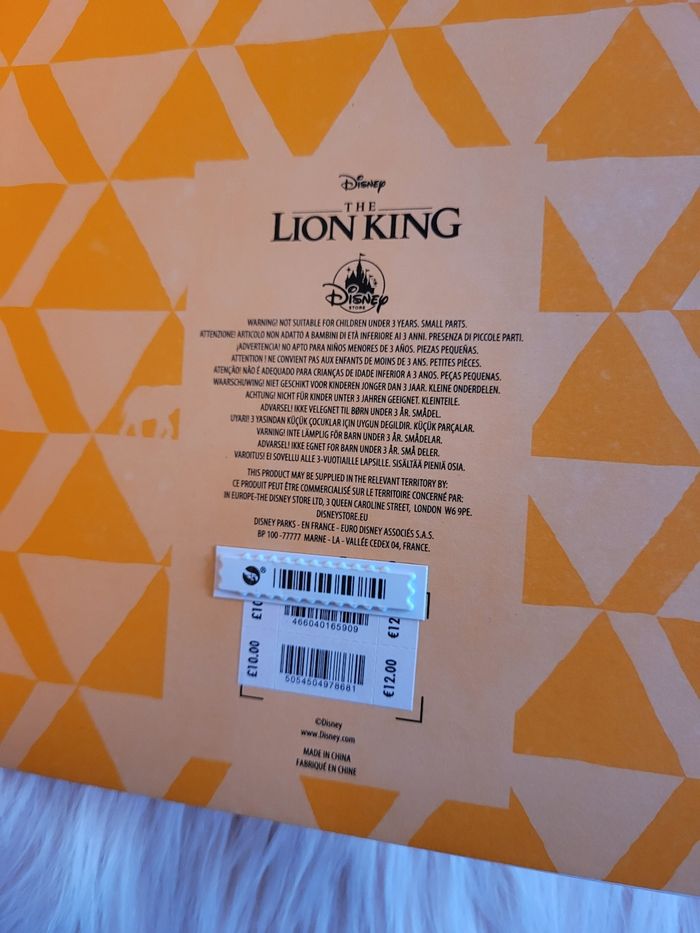 Disney
THE
LION KING
Disney
STORE
WARNING! NOT SUITABLE FOR CHILDREN UNDER 3 YEARS. SMALL PARTS.
ATTENZIONE! ARTICOLO NON ADATTO A BAMBINI DI ETÀ INFERIORE AI 3 ANNI. PRESENZA DI PICCOLE PARTI.
¡ADVERTENCIA! NO APTO PARA NIÑOS MENORES DE 3 AÑOS. PIEZAS PEQUEÑAS.
ATTENTION ! NE CONVIENT PAS AUX ENFANTS DE MOINS DE 3 ANS. PETITES PIÈCES.
ATENÇÃO! NÃO É ADEQUADO PARA CRIANÇAS DE IDADE INFERIOR A 3 ANOS. PEÇAS PEQUENAS.
WAARSCHUWING! NIET GESCHIKT VOOR KINDEREN JONGER DAN 3 JAAR. KLEINE ONDERDELEN.
ACHTUNG! NICHT FÜR KINDER UNTER 3 JAHREN GEEIGNET. KLEINTEILE.
ADVARSEL! IKKE VELEGNET TIL BØRN UNDER 3 ÅR. SMÅDEL.
UYARI! 3 YASINDAN KÜÇÜK ÇOCUKLAR IÇIN UYGUN DEGILDIR. KÜÇÜK PARÇALAR.
VARNING! INTE LÄMPLIG FÖR BARN UNDER 3 ÅR. SMÅDELAR.
ADVARSEL! IKKE EGNET FOR BARN UNDER 3 ÅR. SMÅ DELER.
VAROITUS! EI SOVELLU ALLE 3-VUOTIAILLE LAPSILLE. SISÄLTÄÄ PIENIÄ OSIA.
THIS PRODUCT MAY BE SUPPLIED IN THE RELEVANT TERRITORY BY:
CE PRODUIT PEUT ÊTRE COMMERCIALISÉ SUR LE TERRITOIRE CONCERNÉ PAR:
IN EUROPE-THE DISNEY STORE LTD, 3 QUEEN CAROLINE STREET, LONDON W6 9PE.
DISNEYSTORE.EU
DISNEY PARKS - EN FRANCE - EURO DISNEY ASSOCIÉS S.A.S.
BP 100 -77777 MARNE - LA - VALLÉE CEDEX 04, FRANCE.
£10
466040165909
€12
£10.00
5054504978681
€12.00
©Disney
www.Disney.com
MADE IN CHINA
FABRIQUÉ EN CHINE